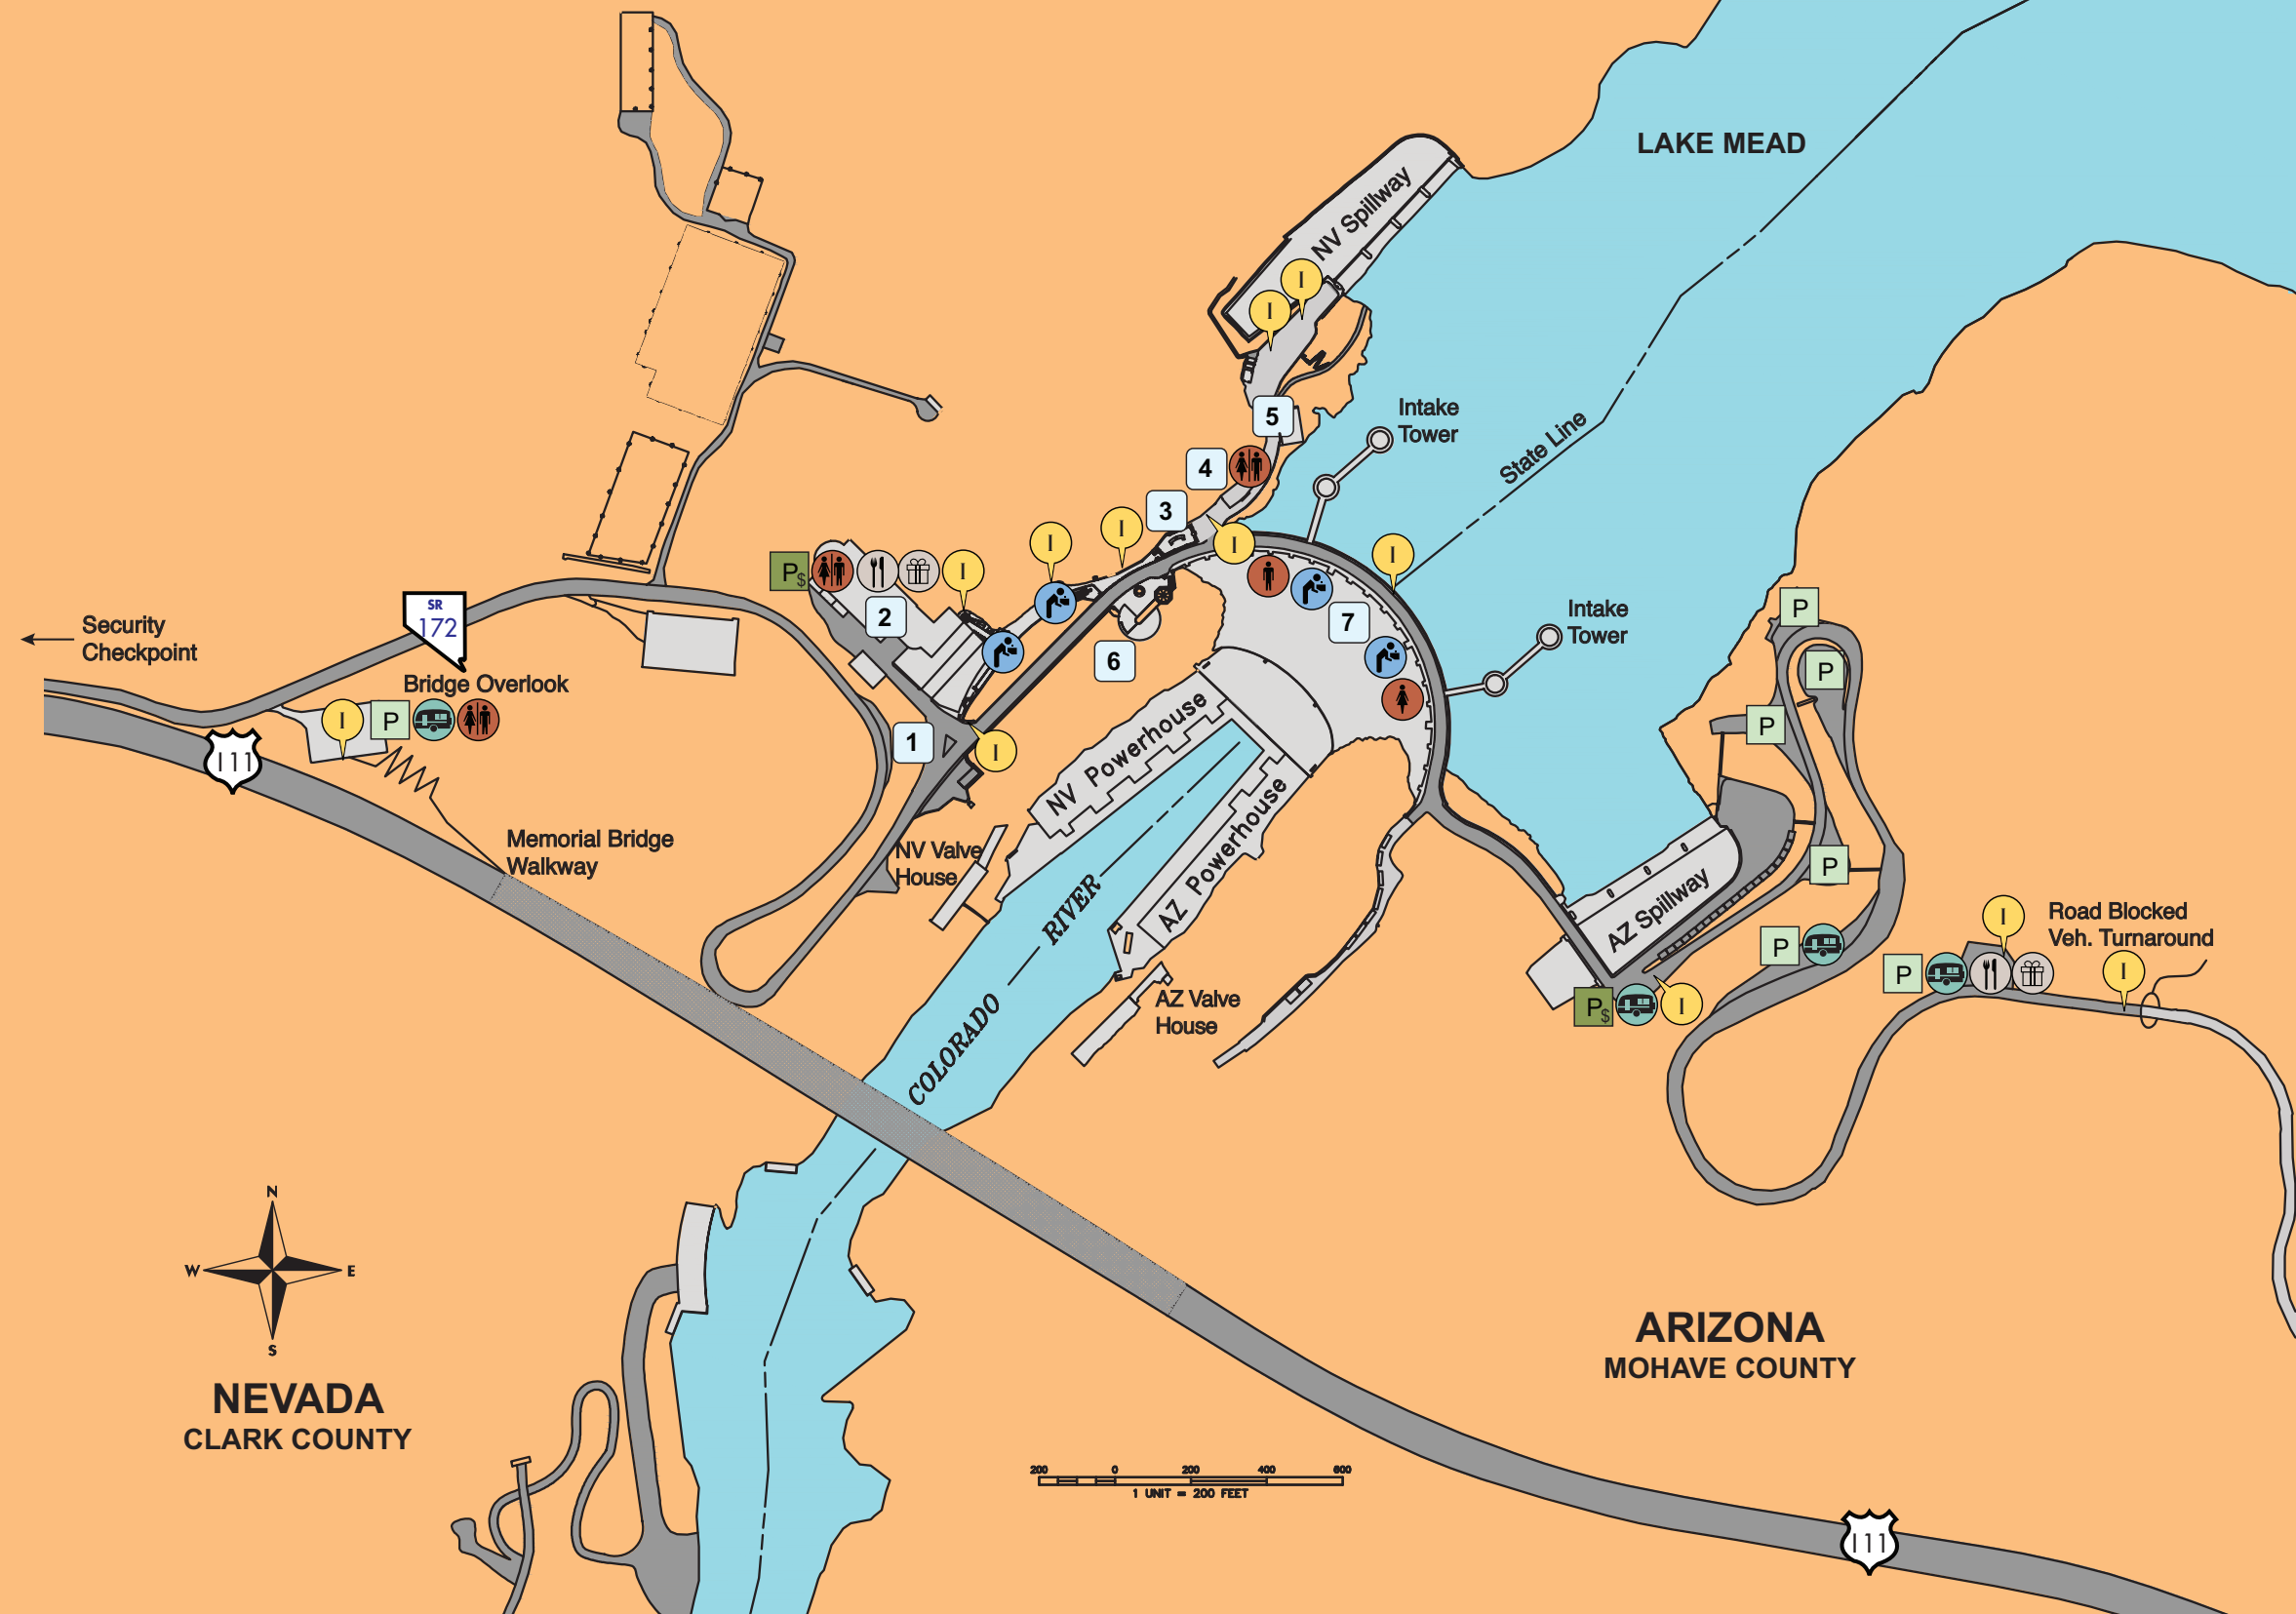 LAKE MEAD
NV Spillway
I
I
5
Intake
Tower
4
State Line
3
I
I
I
I
P$
I
2
7
6
SR
172
Security
Checkpoint
Intake
Tower
P
P
P
Bridge Overlook
I
P
1
I
111
NV Powerhouse
AZ Powerhouse
Memorial Bridge
Walkway
NV Valve
House
COLORADO RIVER
AZ Spillway
P
P
I
Road Blocked
Veh. Turnaround
P
I
P$
I
AZ Valve
House
N
W
E
S
ARIZONA
MOHAVE COUNTY
NEVADA
CLARK COUNTY
200 0 200 400 600
1 UNIT = 200 FEET
111